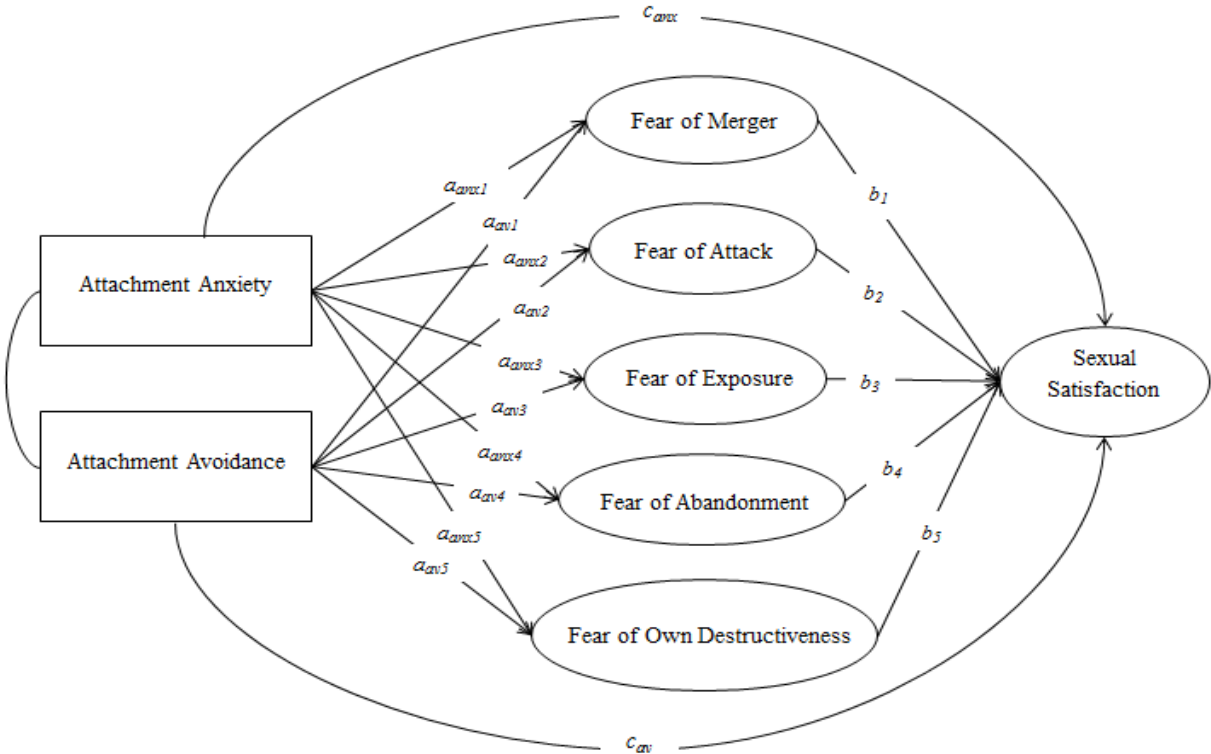 c_anx
Fear of Merger
a_anx1
b_1
a_av1
Fear of Attack
a_anx2
Attachment Anxiety
b_2
a_av2
Sexual
Satisfaction
a_anx3
Fear of Exposure
b_3
a_av3
Attachment Avoidance
a_anx4
b_4
a_av4
Fear of Abandonment
a_anx5
b_5
a_av5
Fear of Own Destructiveness
c_av